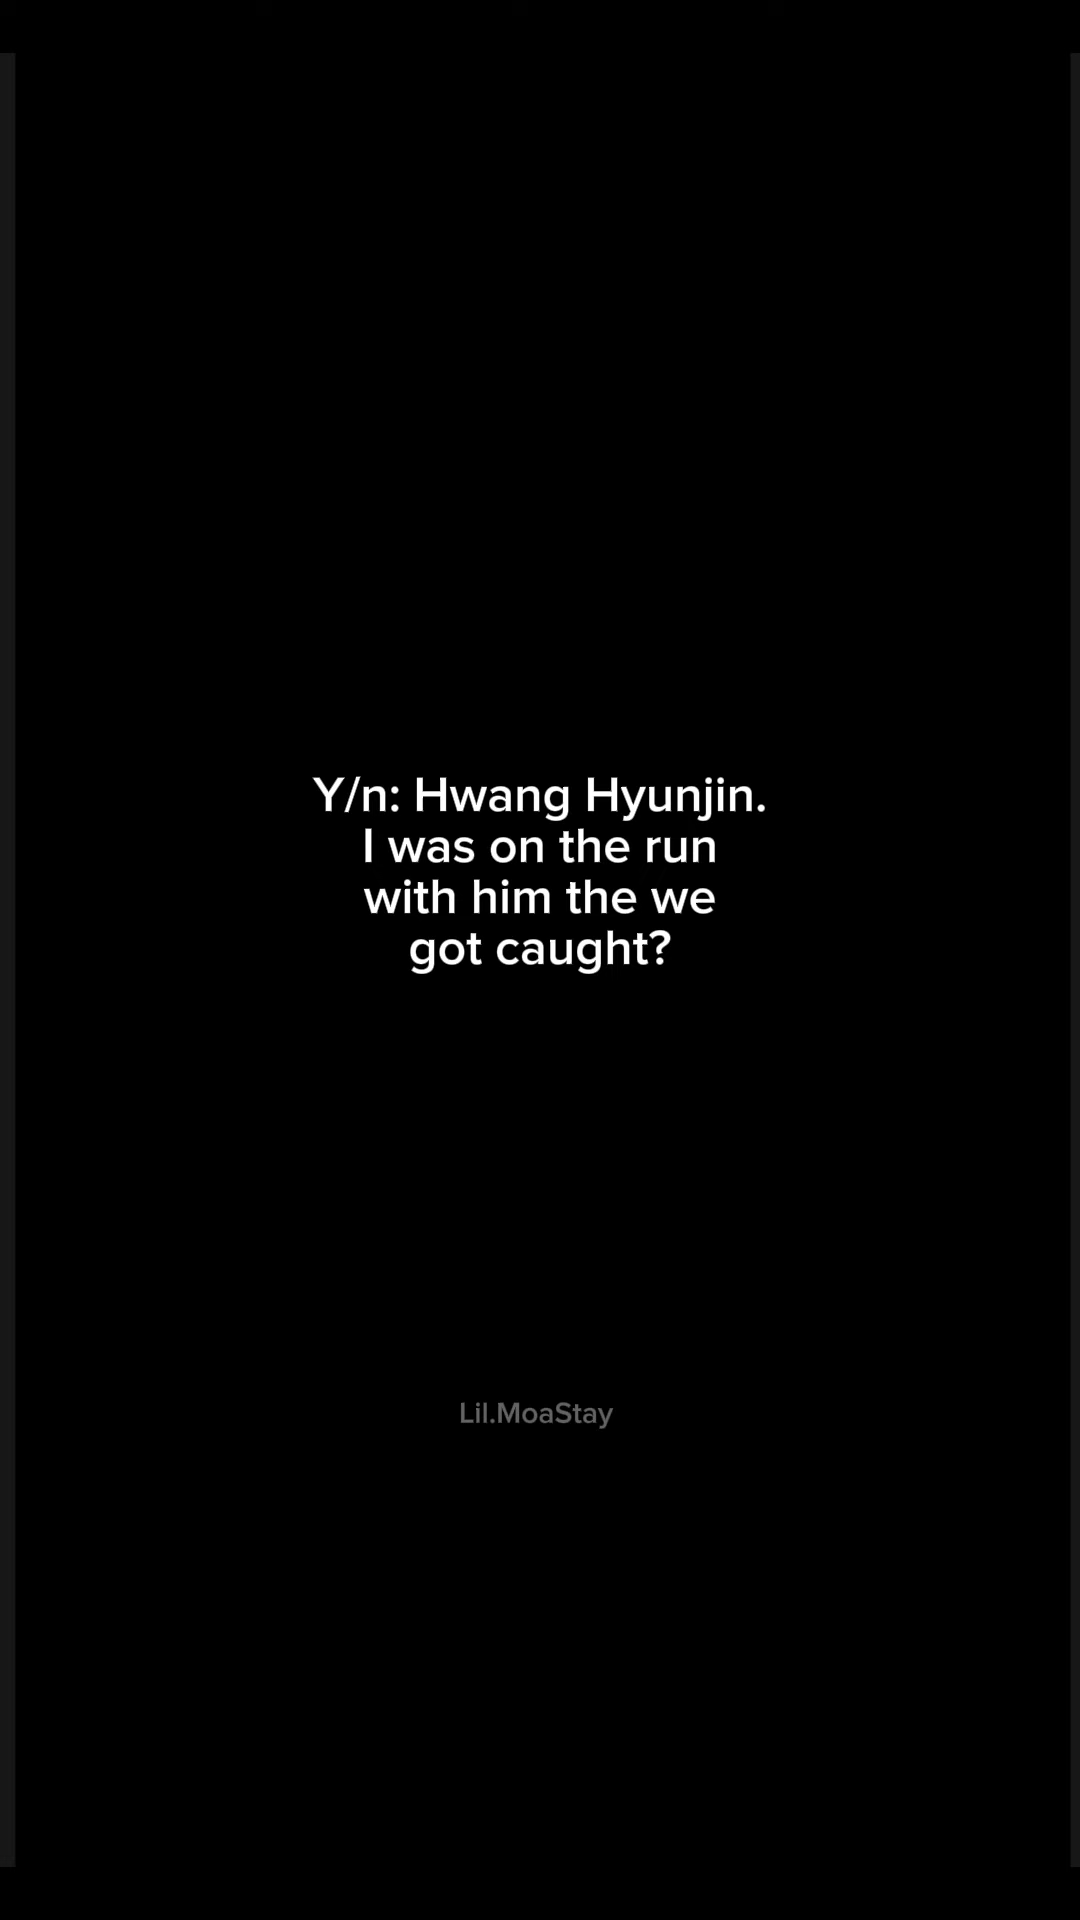 Y/n: Hwang Hyunjin.
I was on the run
with him the we
got caught?
Lil.MoaStay